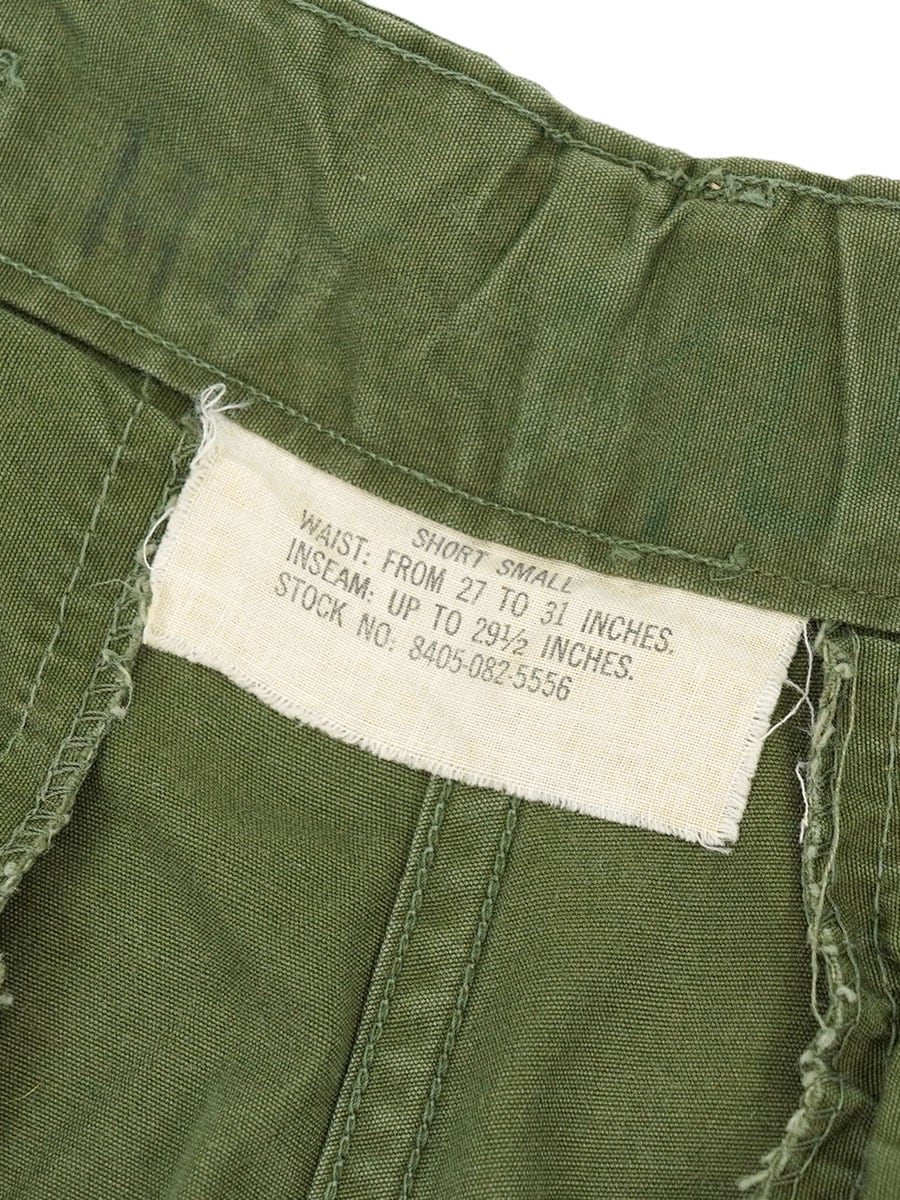 SHORT SMALL
WAIST: FROM 27 TO 31 INCHES.
INSEAM: UP TO 29½ INCHES.
STOCK NO: 8405-082-5556